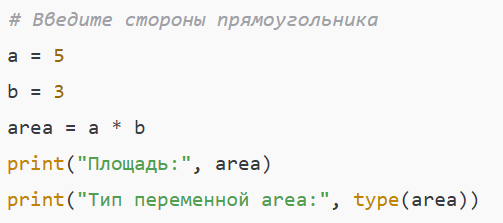 # Введите стороны прямоугольника
a = 5
b = 3
area = a * b
print("Площадь:", area)
print("Тип переменной area:", type(area))